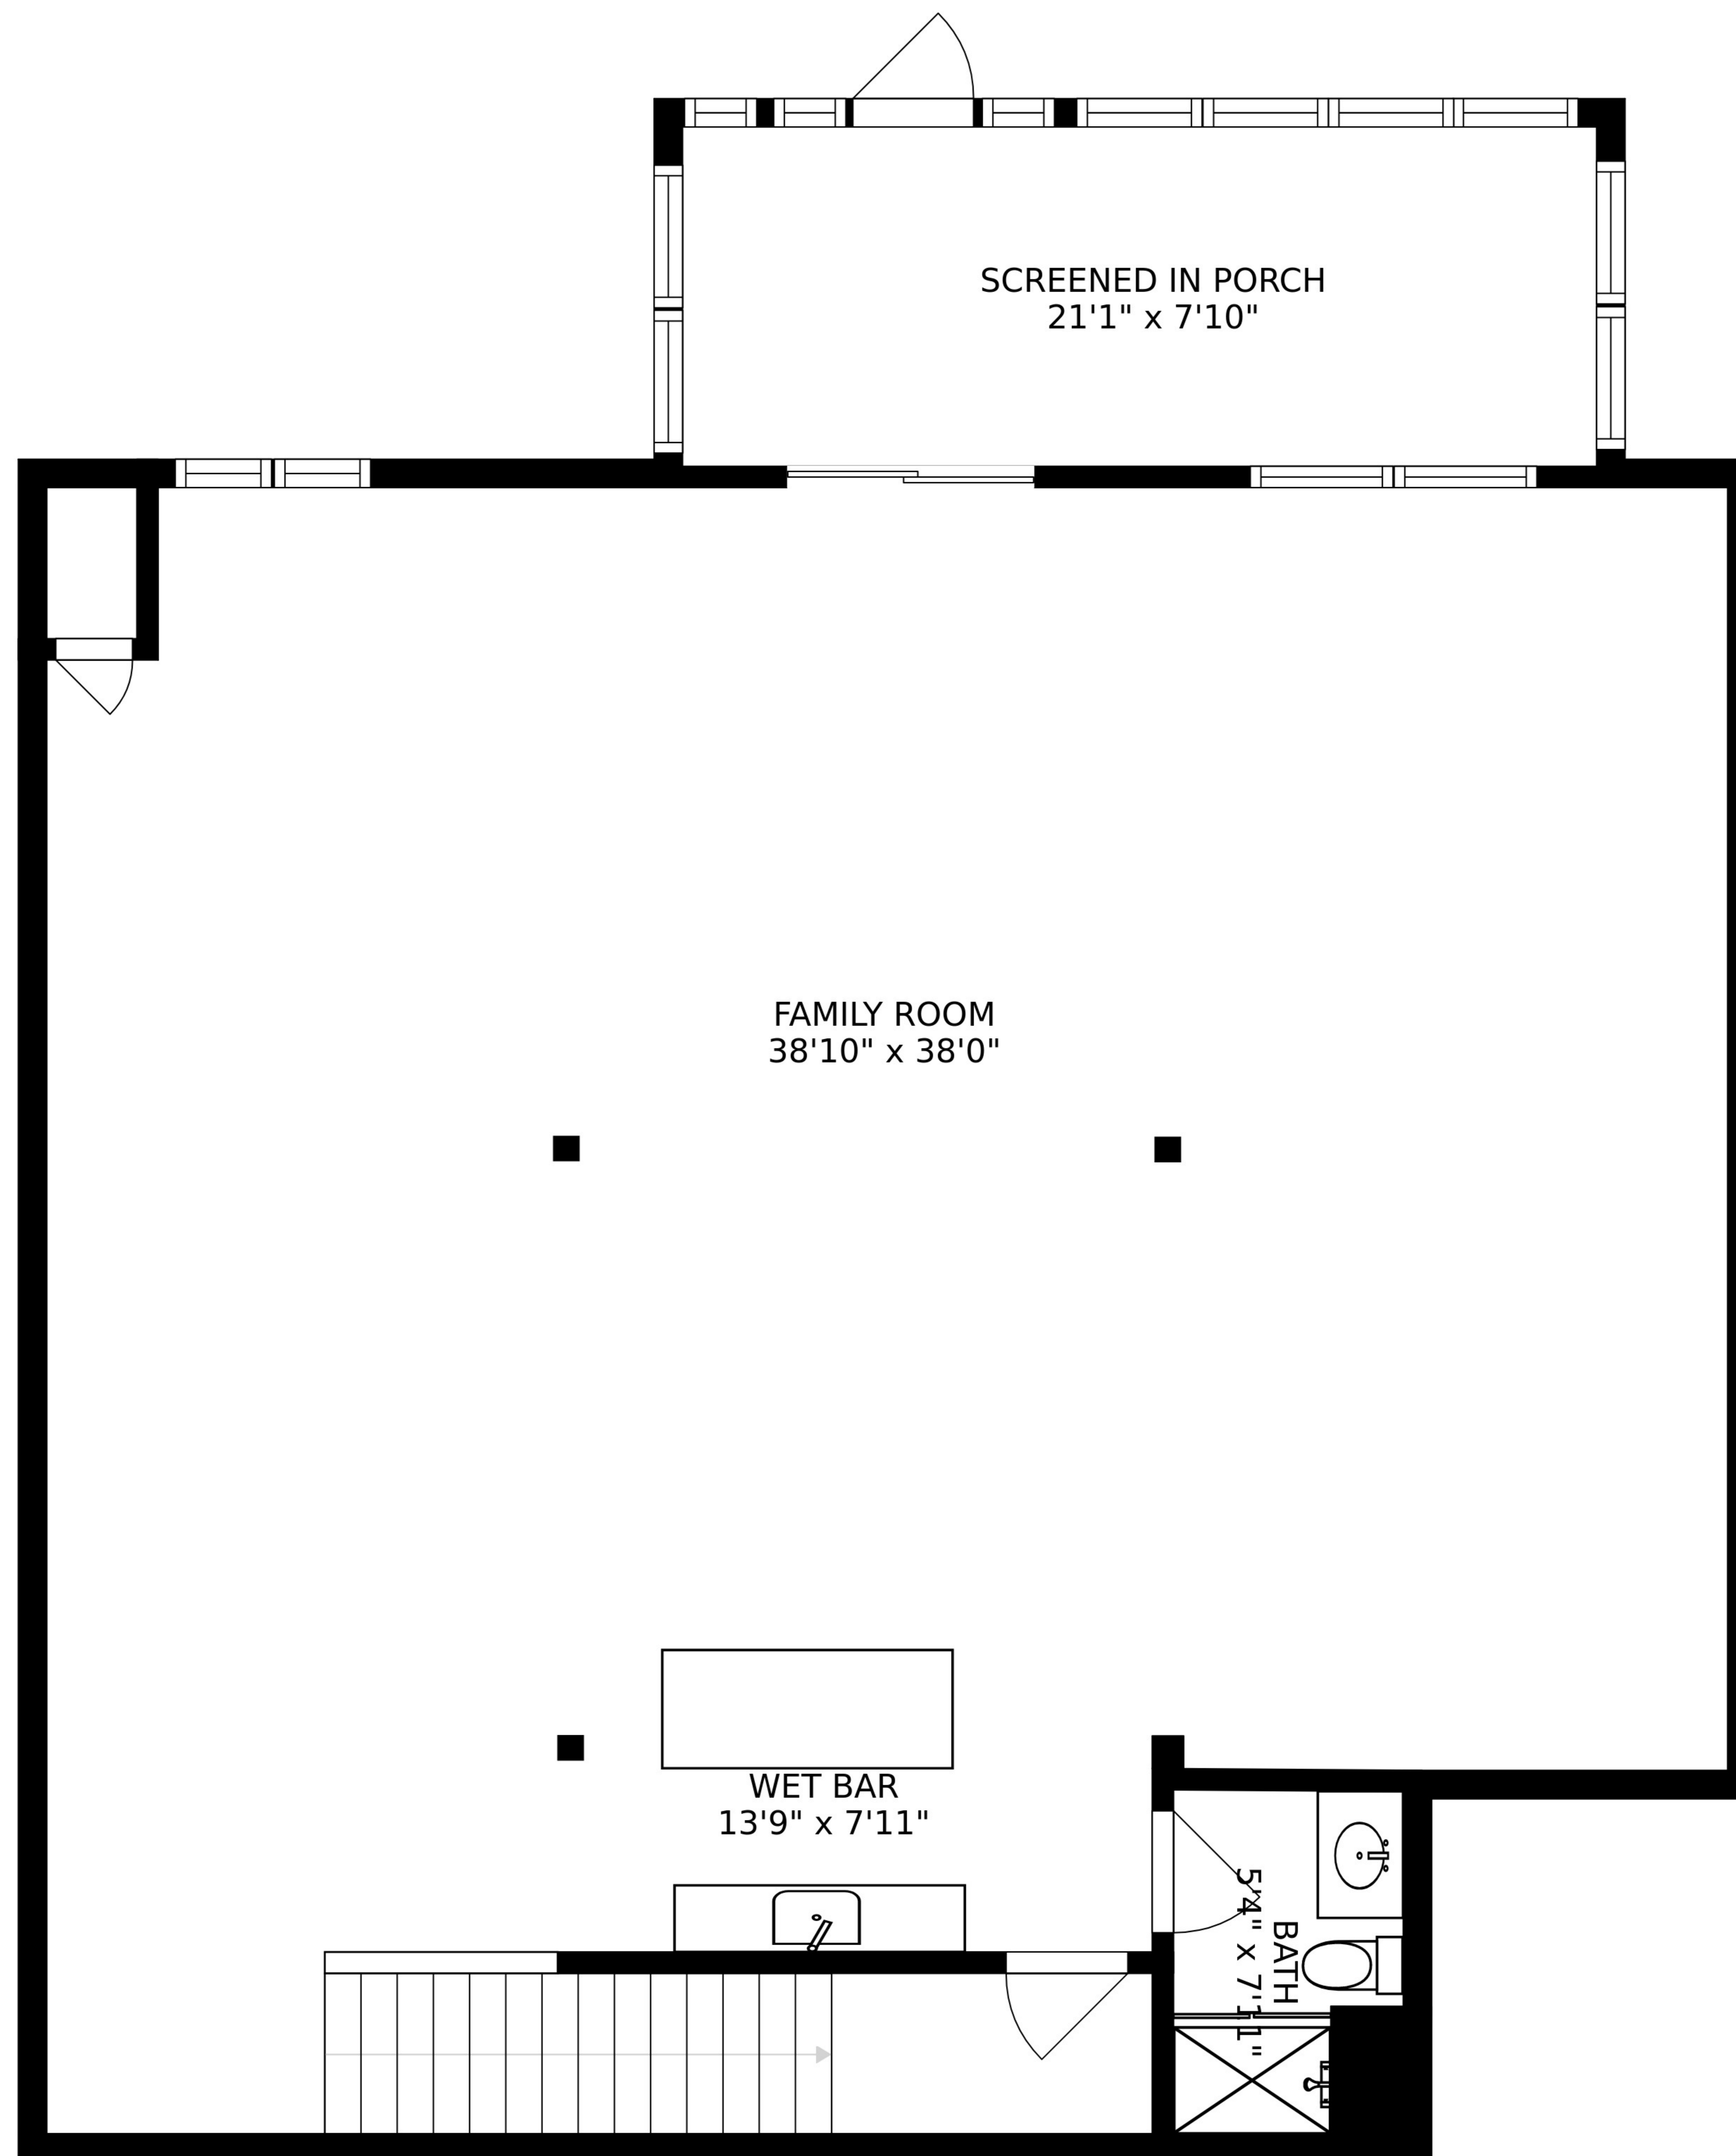 SCREENED IN PORCH
21'1" x 7'10"
FAMILY ROOM
38'10" x 38'0"
WET BAR
13'9" x 7'11"
BATH
5'4" x 7'11"